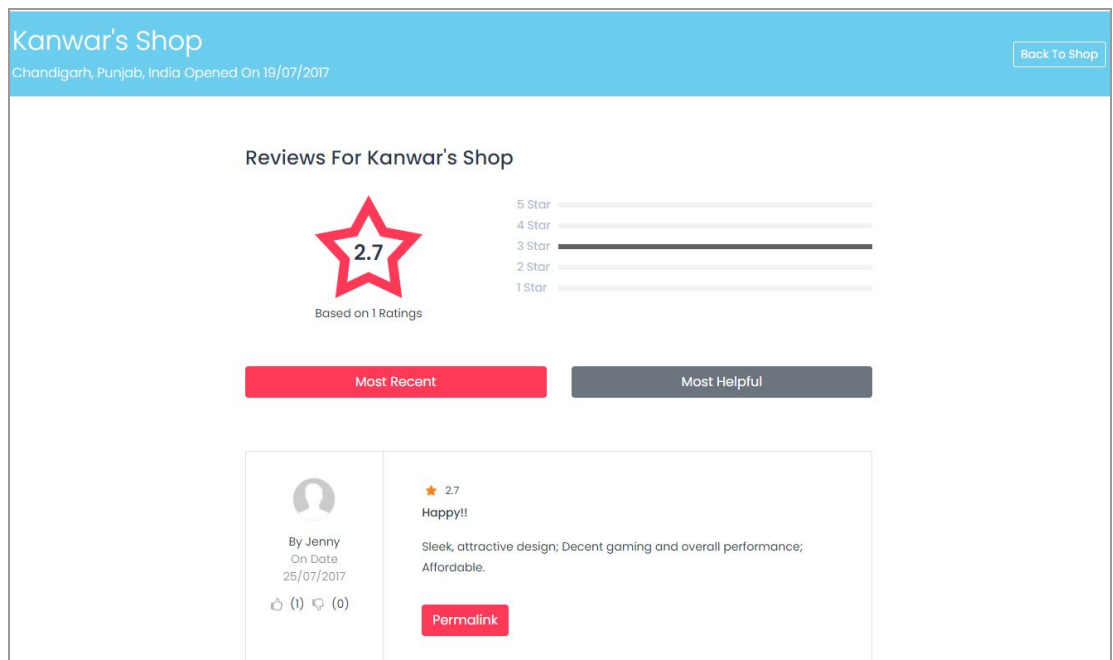 Kanwar's Shop
Chandigarh, Punjab, India Opened On 19/07/2017
Back To Shop
Reviews For Kanwar's Shop
2.7
Based on 1 Ratings
5 Star
4 Star
3 Star
2 Star
1 Star
Most Recent
Most Helpful
By Jenny
On Date
25/07/2017
(1) (0)
2.7
Happy!!
Sleek, attractive design; Decent gaming and overall performance;
Affordable.
Permalink